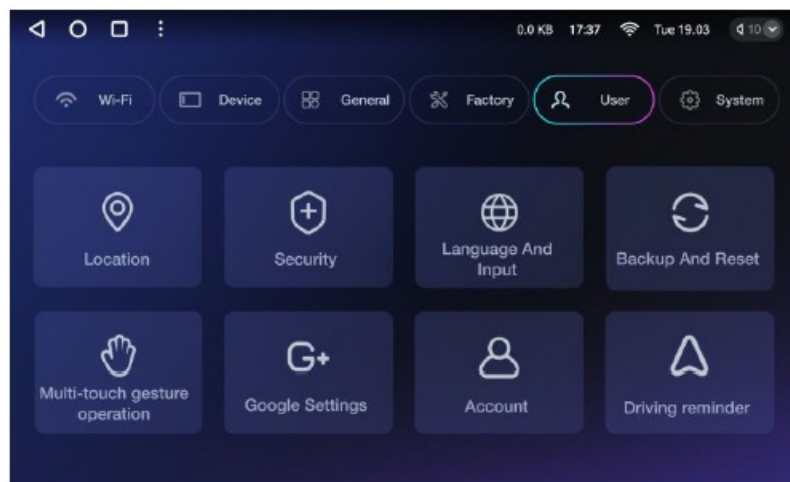 0.0 KB 17:37 Tue 19.03 10
Wi-Fi Device General Factory User System
Location Security Language And Input Backup And Reset
Multi-touch gesture operation G+ Google Settings Account Driving reminder